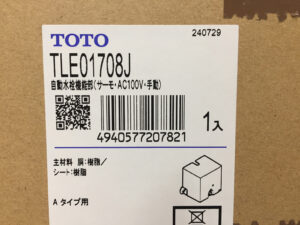 240729
TOTO
TLE01708J
自動水栓機能部(サーモ・AC100V・手動)
4940577207821
1入
主材料 胴:樹脂/
シート:樹脂
Aタイプ用